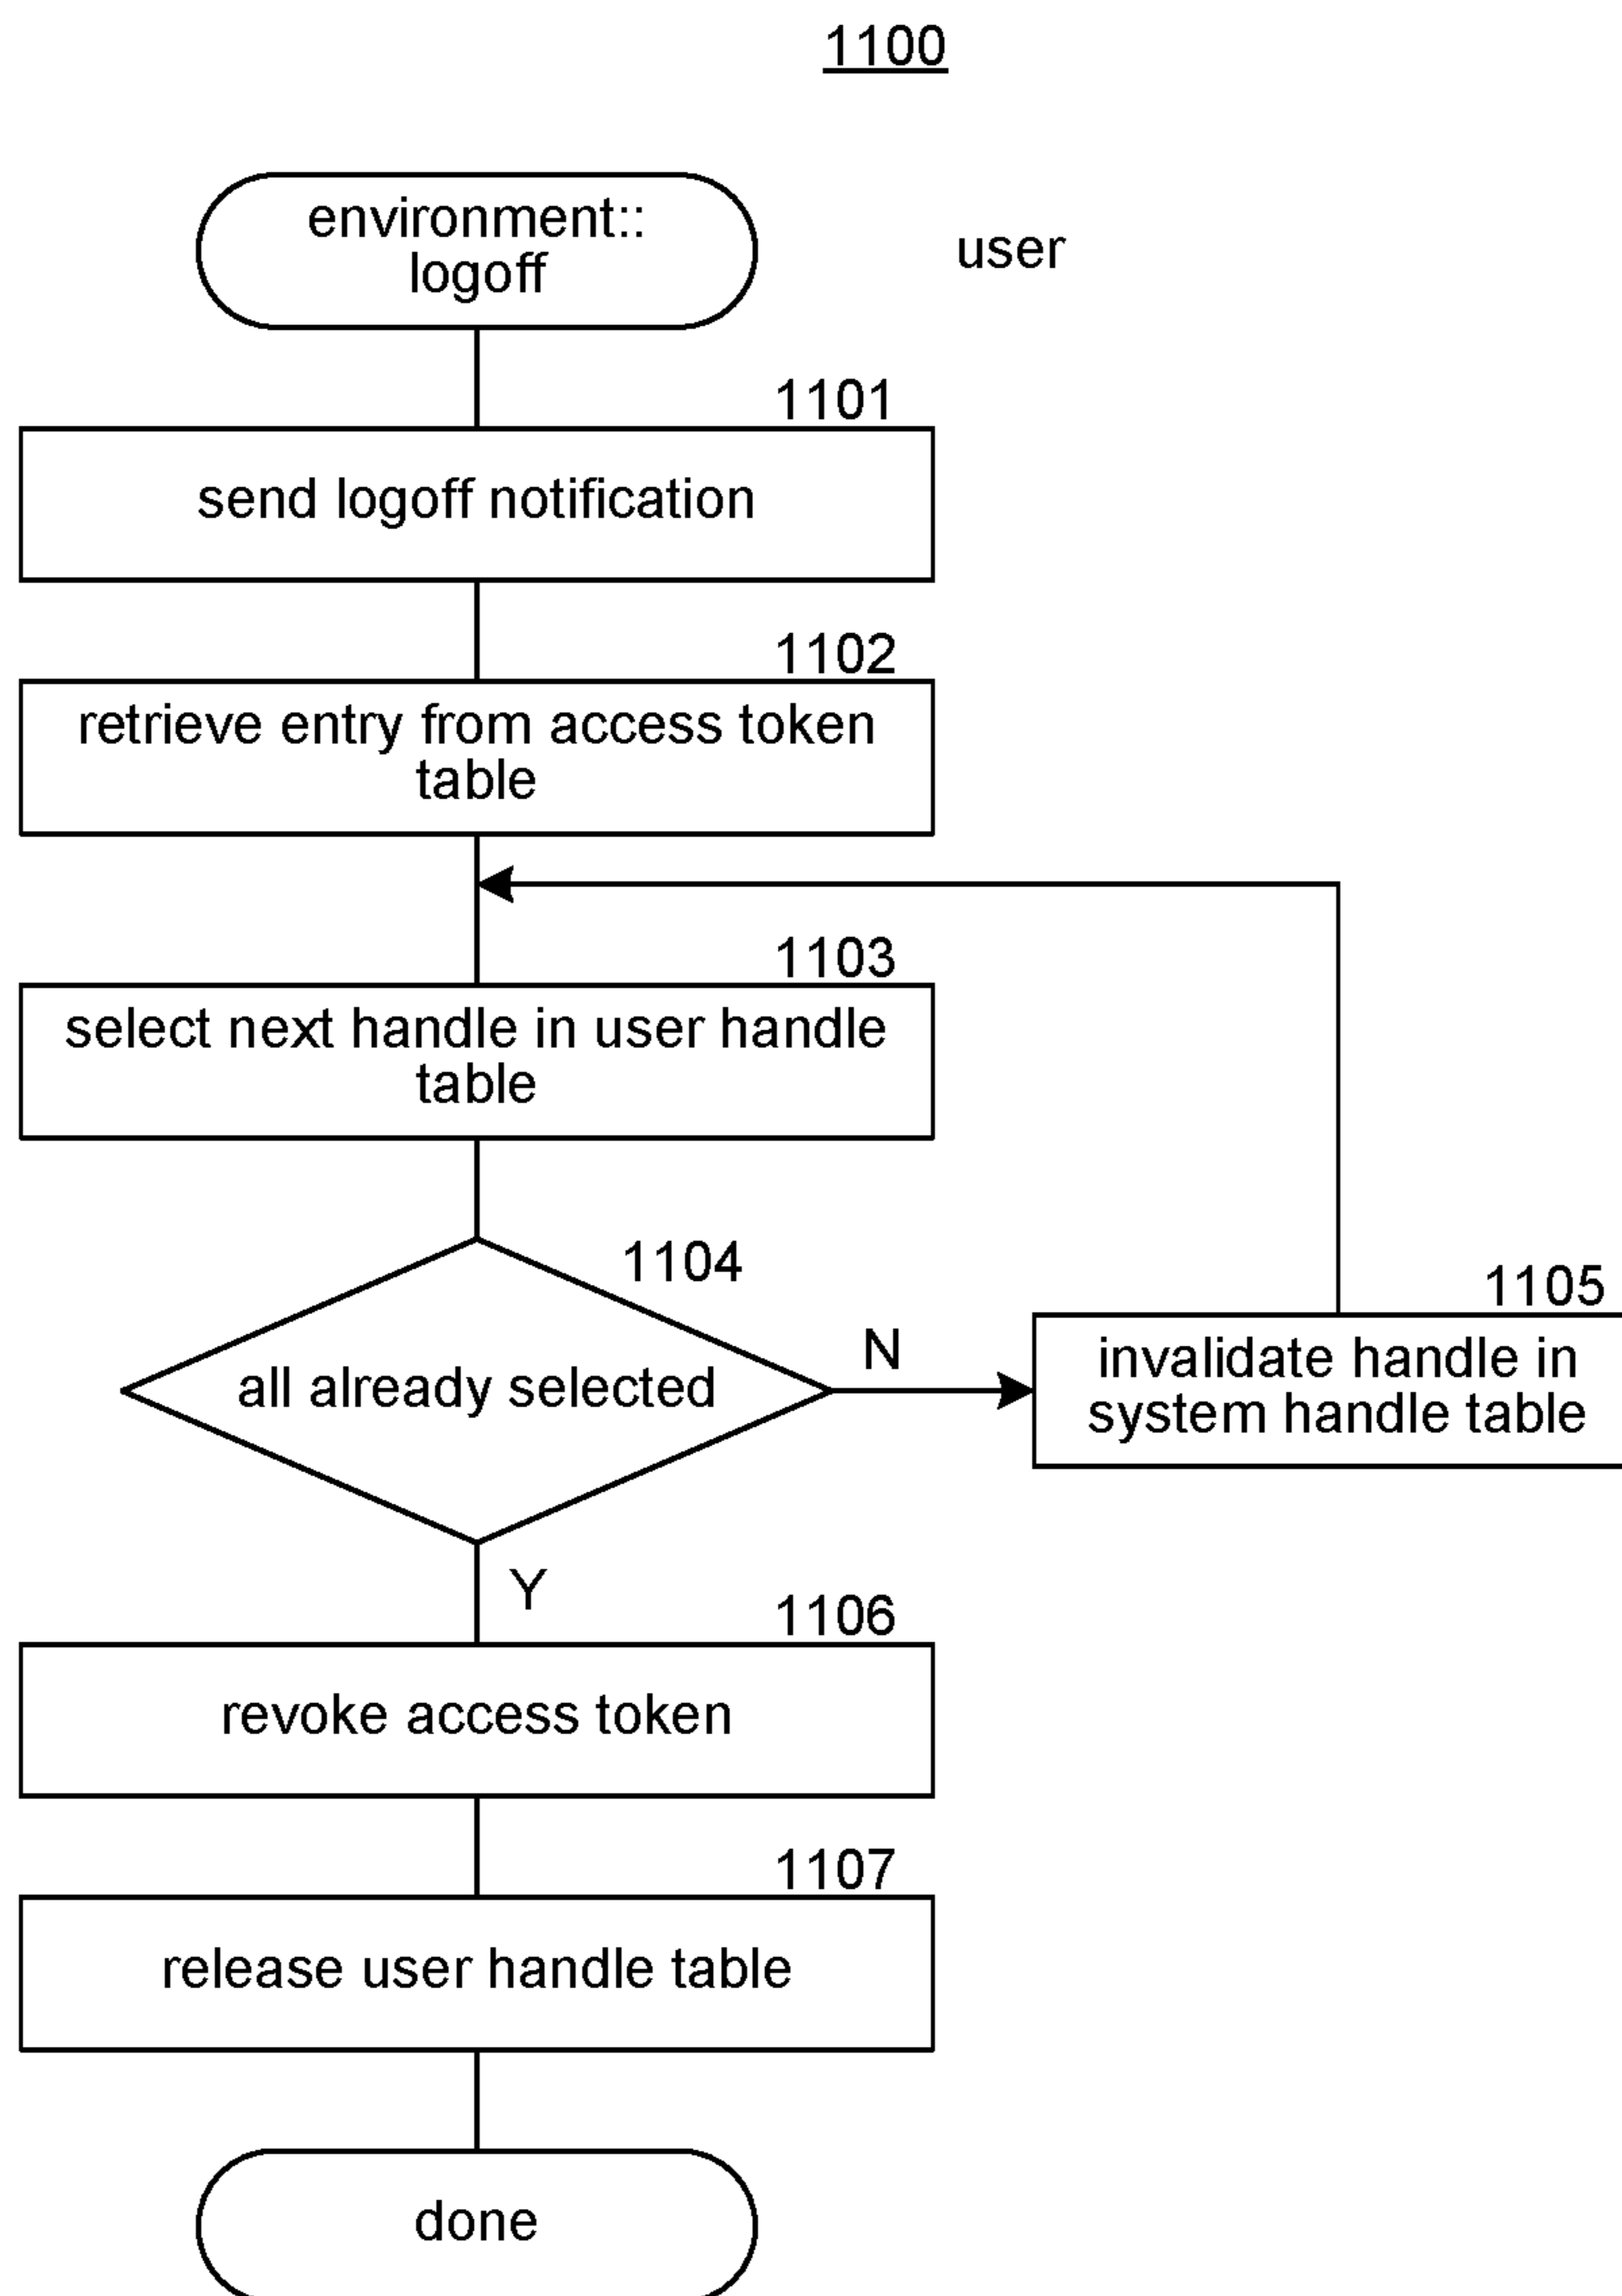 1100
environment::
logoff
user
1101
send logoff notification
1102
retrieve entry from access token
table
1103
select next handle in user handle
table
1104
all already selected
N
1105
invalidate handle in
system handle table
Y
1106
revoke access token
1107
release user handle table
done